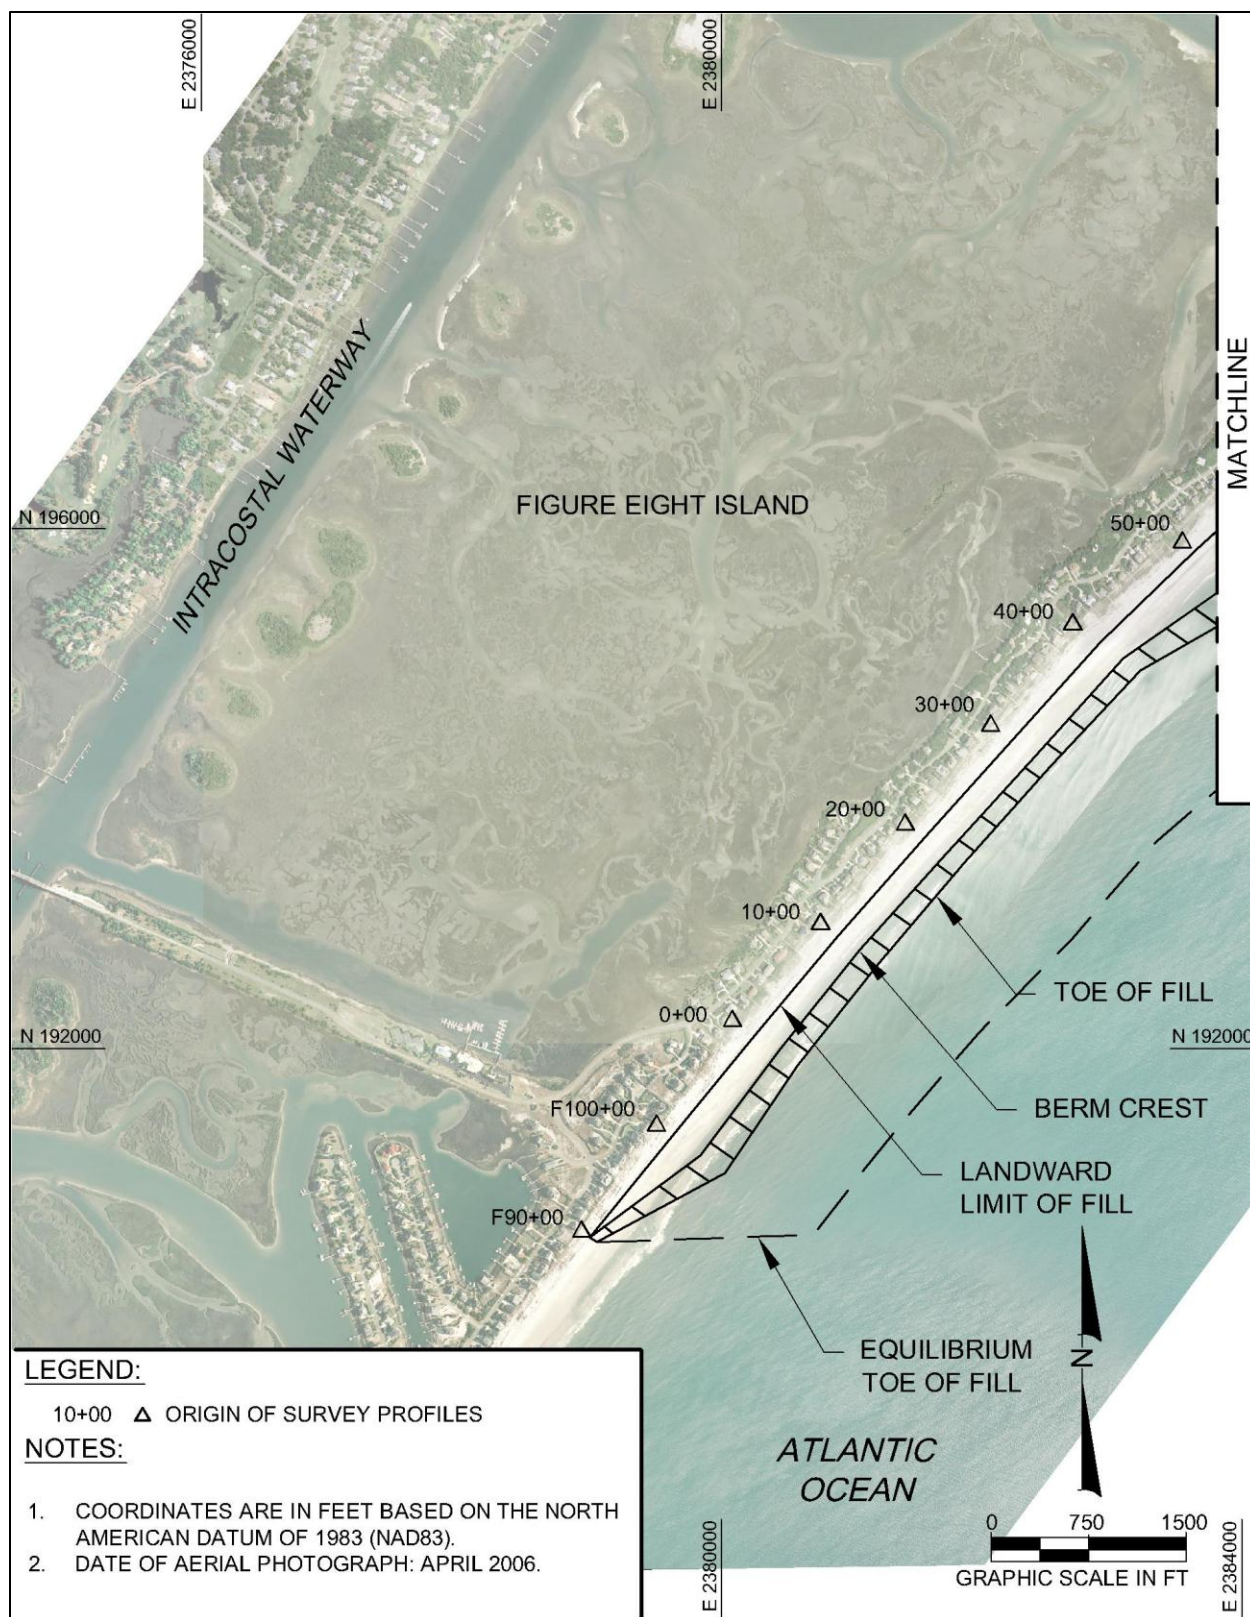 E 2376000
E 2380000
MATCHLINE
INTRACOSTAL WATERWAY
FIGURE EIGHT ISLAND
N 196000
50+00
40+00
30+00
20+00
10+00
0+00
F100+00
F90+00
TOE OF FILL
N 192000
N 192000
BERM CREST
LANDWARD
LIMIT OF FILL
EQUILIBRIUM
TOE OF FILL
N
ATLANTIC
OCEAN
LEGEND:
10+00 △ ORIGIN OF SURVEY PROFILES
NOTES:
1. COORDINATES ARE IN FEET BASED ON THE NORTH
AMERICAN DATUM OF 1983 (NAD83).
2. DATE OF AERIAL PHOTOGRAPH: APRIL 2006.
E 2380000
0 750 1500
GRAPHIC SCALE IN FT
E 2384000